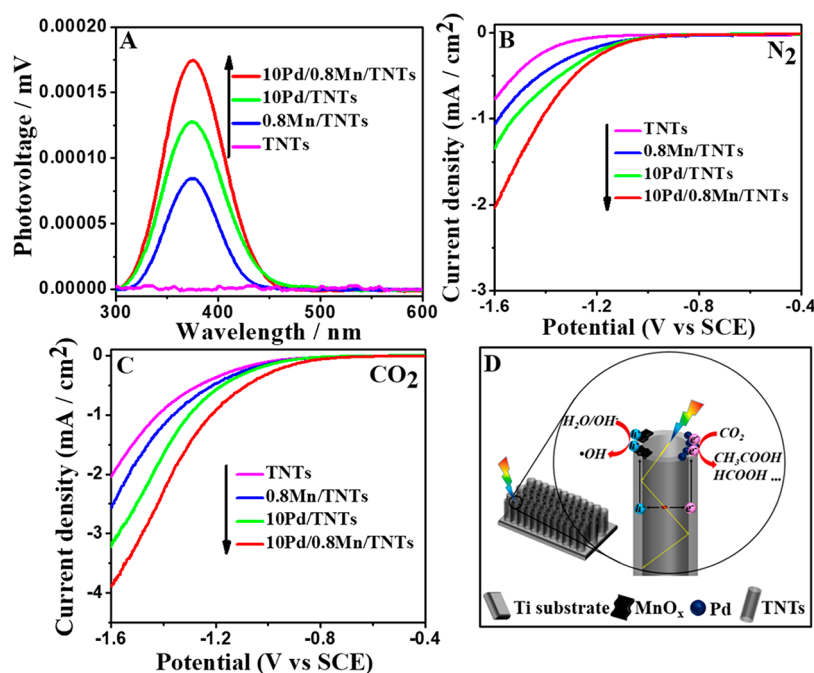 A
Photovoltage / mV
0.00020
0.00015
0.00010
0.00005
0.00000
10Pd/0.8Mn/TNTs
10Pd/TNTs
0.8Mn/TNTs
TNTs
300 400 500 600
Wavelength / nm
B
N2
Current density (mA / cm2)
0
-1
-2
-3
TNTs
0.8Mn/TNTs
10Pd/TNTs
10Pd/0.8Mn/TNTs
-1.6 -1.2 -0.8 -0.4
Potential (V vs SCE)
C
CO2
Current density (mA / cm2)
0
-1
-2
-3
-4
TNTs
0.8Mn/TNTs
10Pd/TNTs
10Pd/0.8Mn/TNTs
-1.6 -1.2 -0.8 -0.4
Potential (V vs SCE)
D
H2O/OH-
•OH
CO2
CH3COOH
HCOOH ...
Ti substrate MnOx Pd TNTs